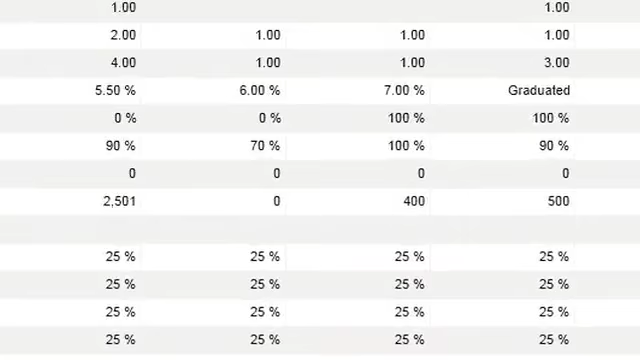 1.00 1.00
2.00 1.00 1.00 1.00
4.00 1.00 1.00 3.00
5.50 % 6.00 % 7.00 % Graduated
0 % 0 % 100 % 100 %
90 % 70 % 100 % 90 %
0 0 0 0
2,501 0 400 500
25 % 25 % 25 % 25 %
25 % 25 % 25 % 25 %
25 % 25 % 25 % 25 %
25 % 25 % 25 % 25 %